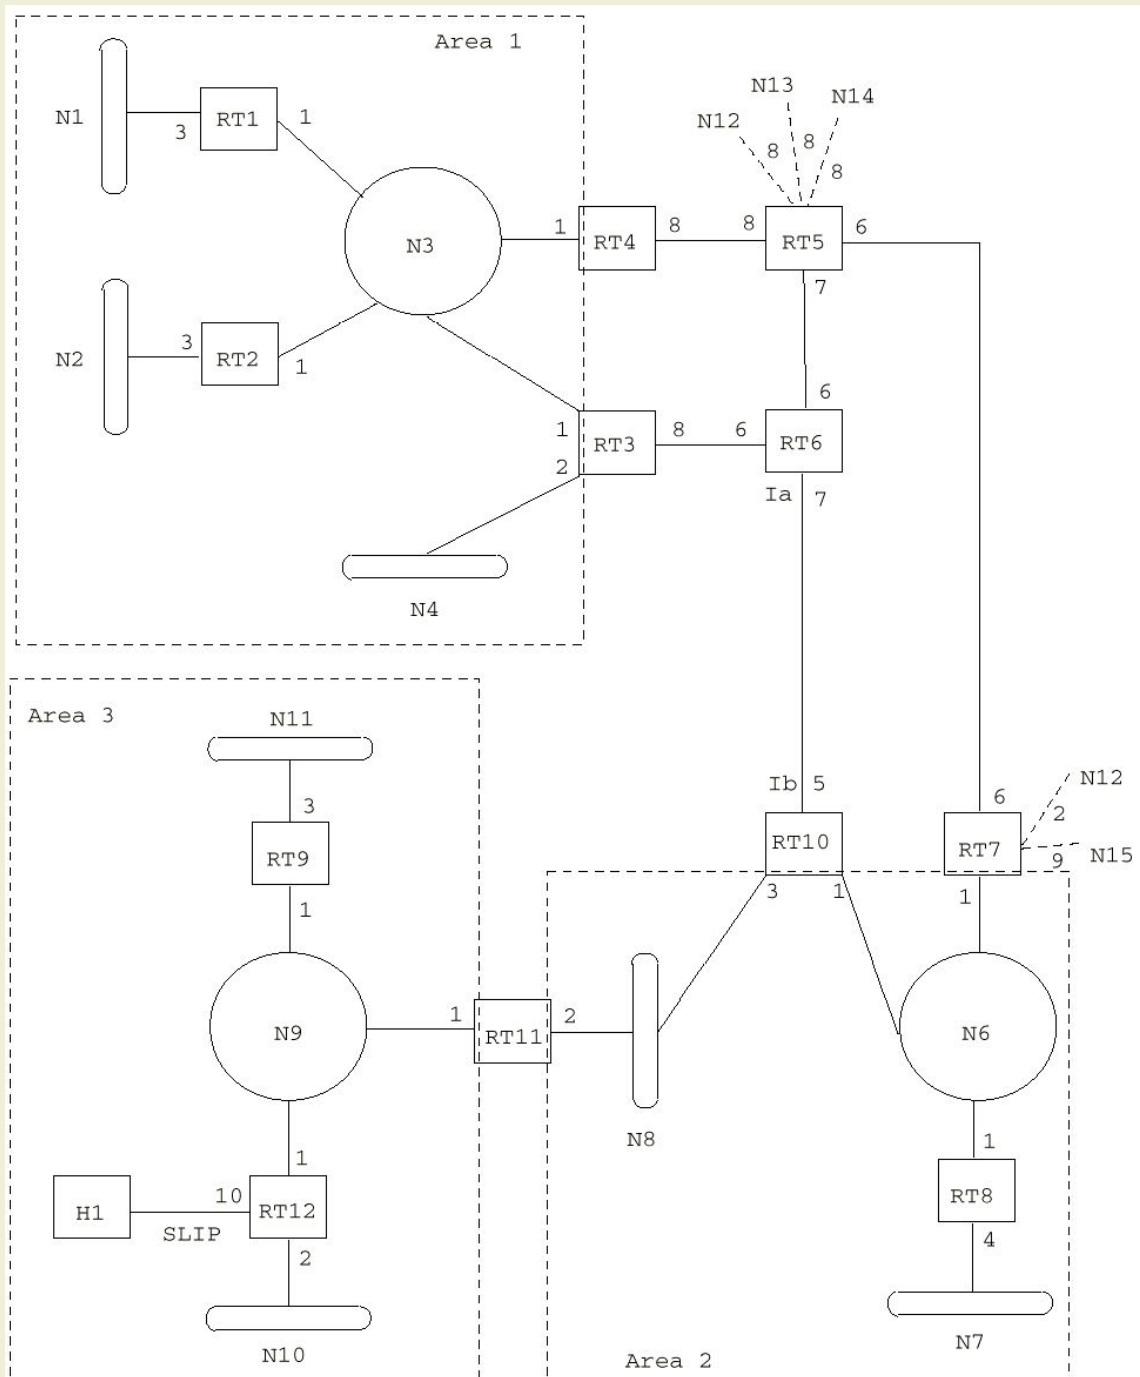 Area 1
N1
3
RT1
1
N3
N2
3
RT2
1
1
RT4
8
8
RT5
6
7
N12
N13
N14
8
8
8
1
2
RT3
8
6
6
RT6
Ia
7
N4
Area 3
N11
3
RT9
1
N9
1
RT11
2
1
10
RT12
H1
SLIP
2
N10
Ib
5
RT10
3
1
6
RT7
N12
2
9
N15
1
N8
N6
1
RT8
4
N7
Area 2